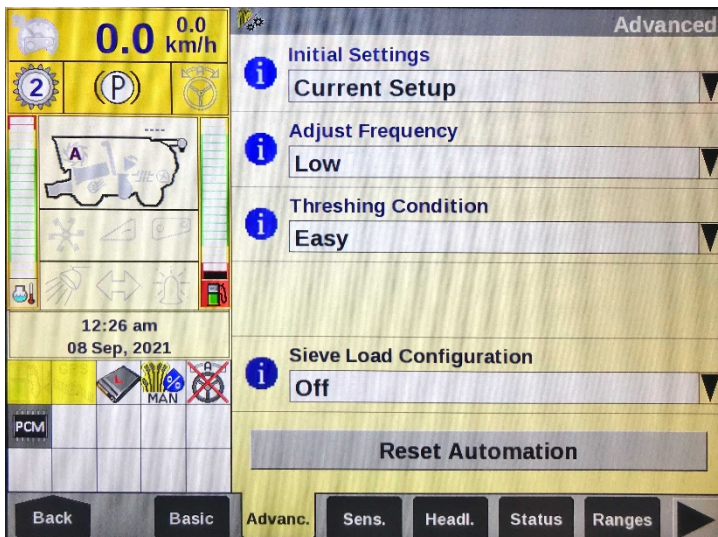 0.0
0.0
km/h
2
(P)
A
12:26 am
08 Sep, 2021
GPS
L
%
MAN
A
PCM
Back
Basic
Advanced
i
Initial Settings
Current Setup
i
Adjust Frequency
Low
i
Threshing Condition
Easy
i
Sieve Load Configuration
Off
Reset Automation
Advanc.
Sens.
Headl.
Status
Ranges